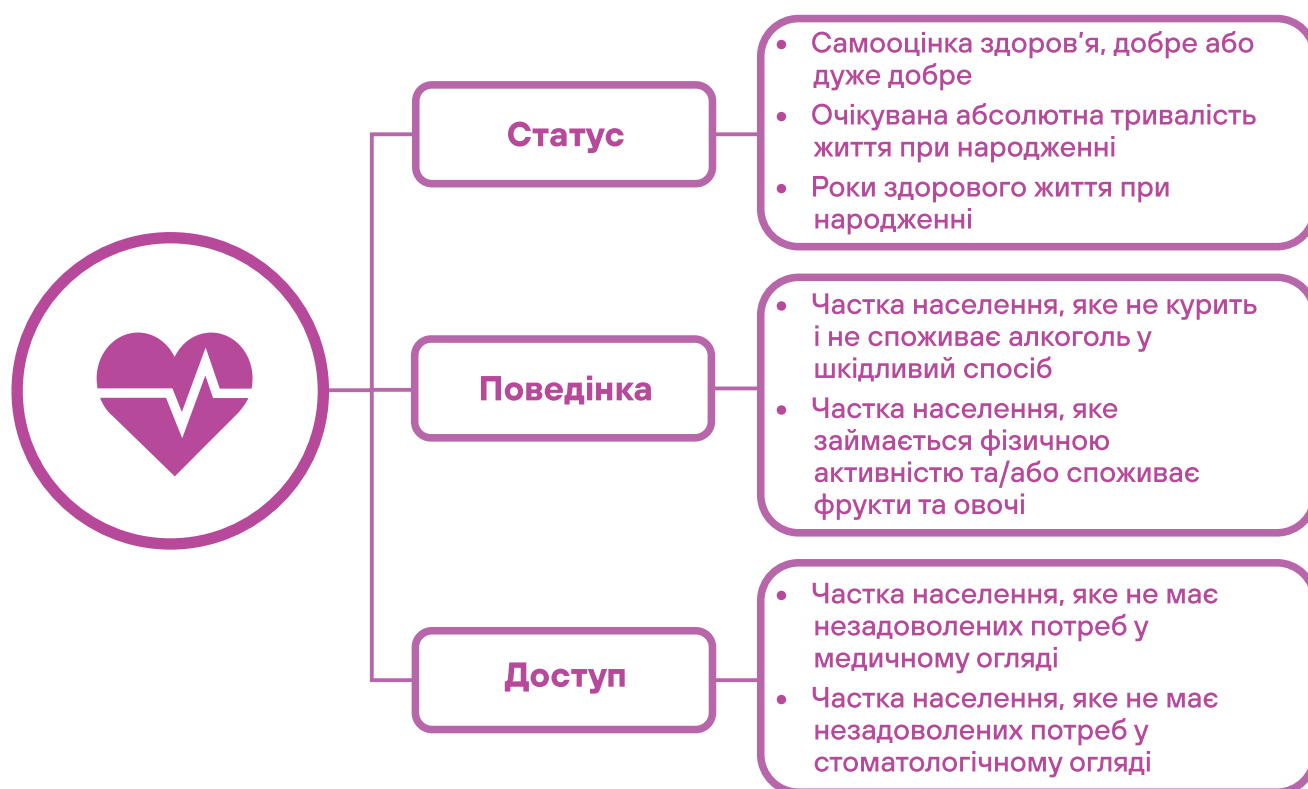 Статус
• Самооцінка здоров’я, добре або
дуже добре
• Очікувана абсолютна тривалість
життя при народженні
• Роки здорового життя при
народженні
Поведінка
• Частка населення, яке не курить
і не споживає алкоголь у
шкідливий спосіб
• Частка населення, яке
займається фізичною
активністю та/або споживає
фрукти та овочі
Доступ
• Частка населення, яке не має
незадоволених потреб у
медичному огляді
• Частка населення, яке не має
незадоволених потреб у
стоматологічному огляді